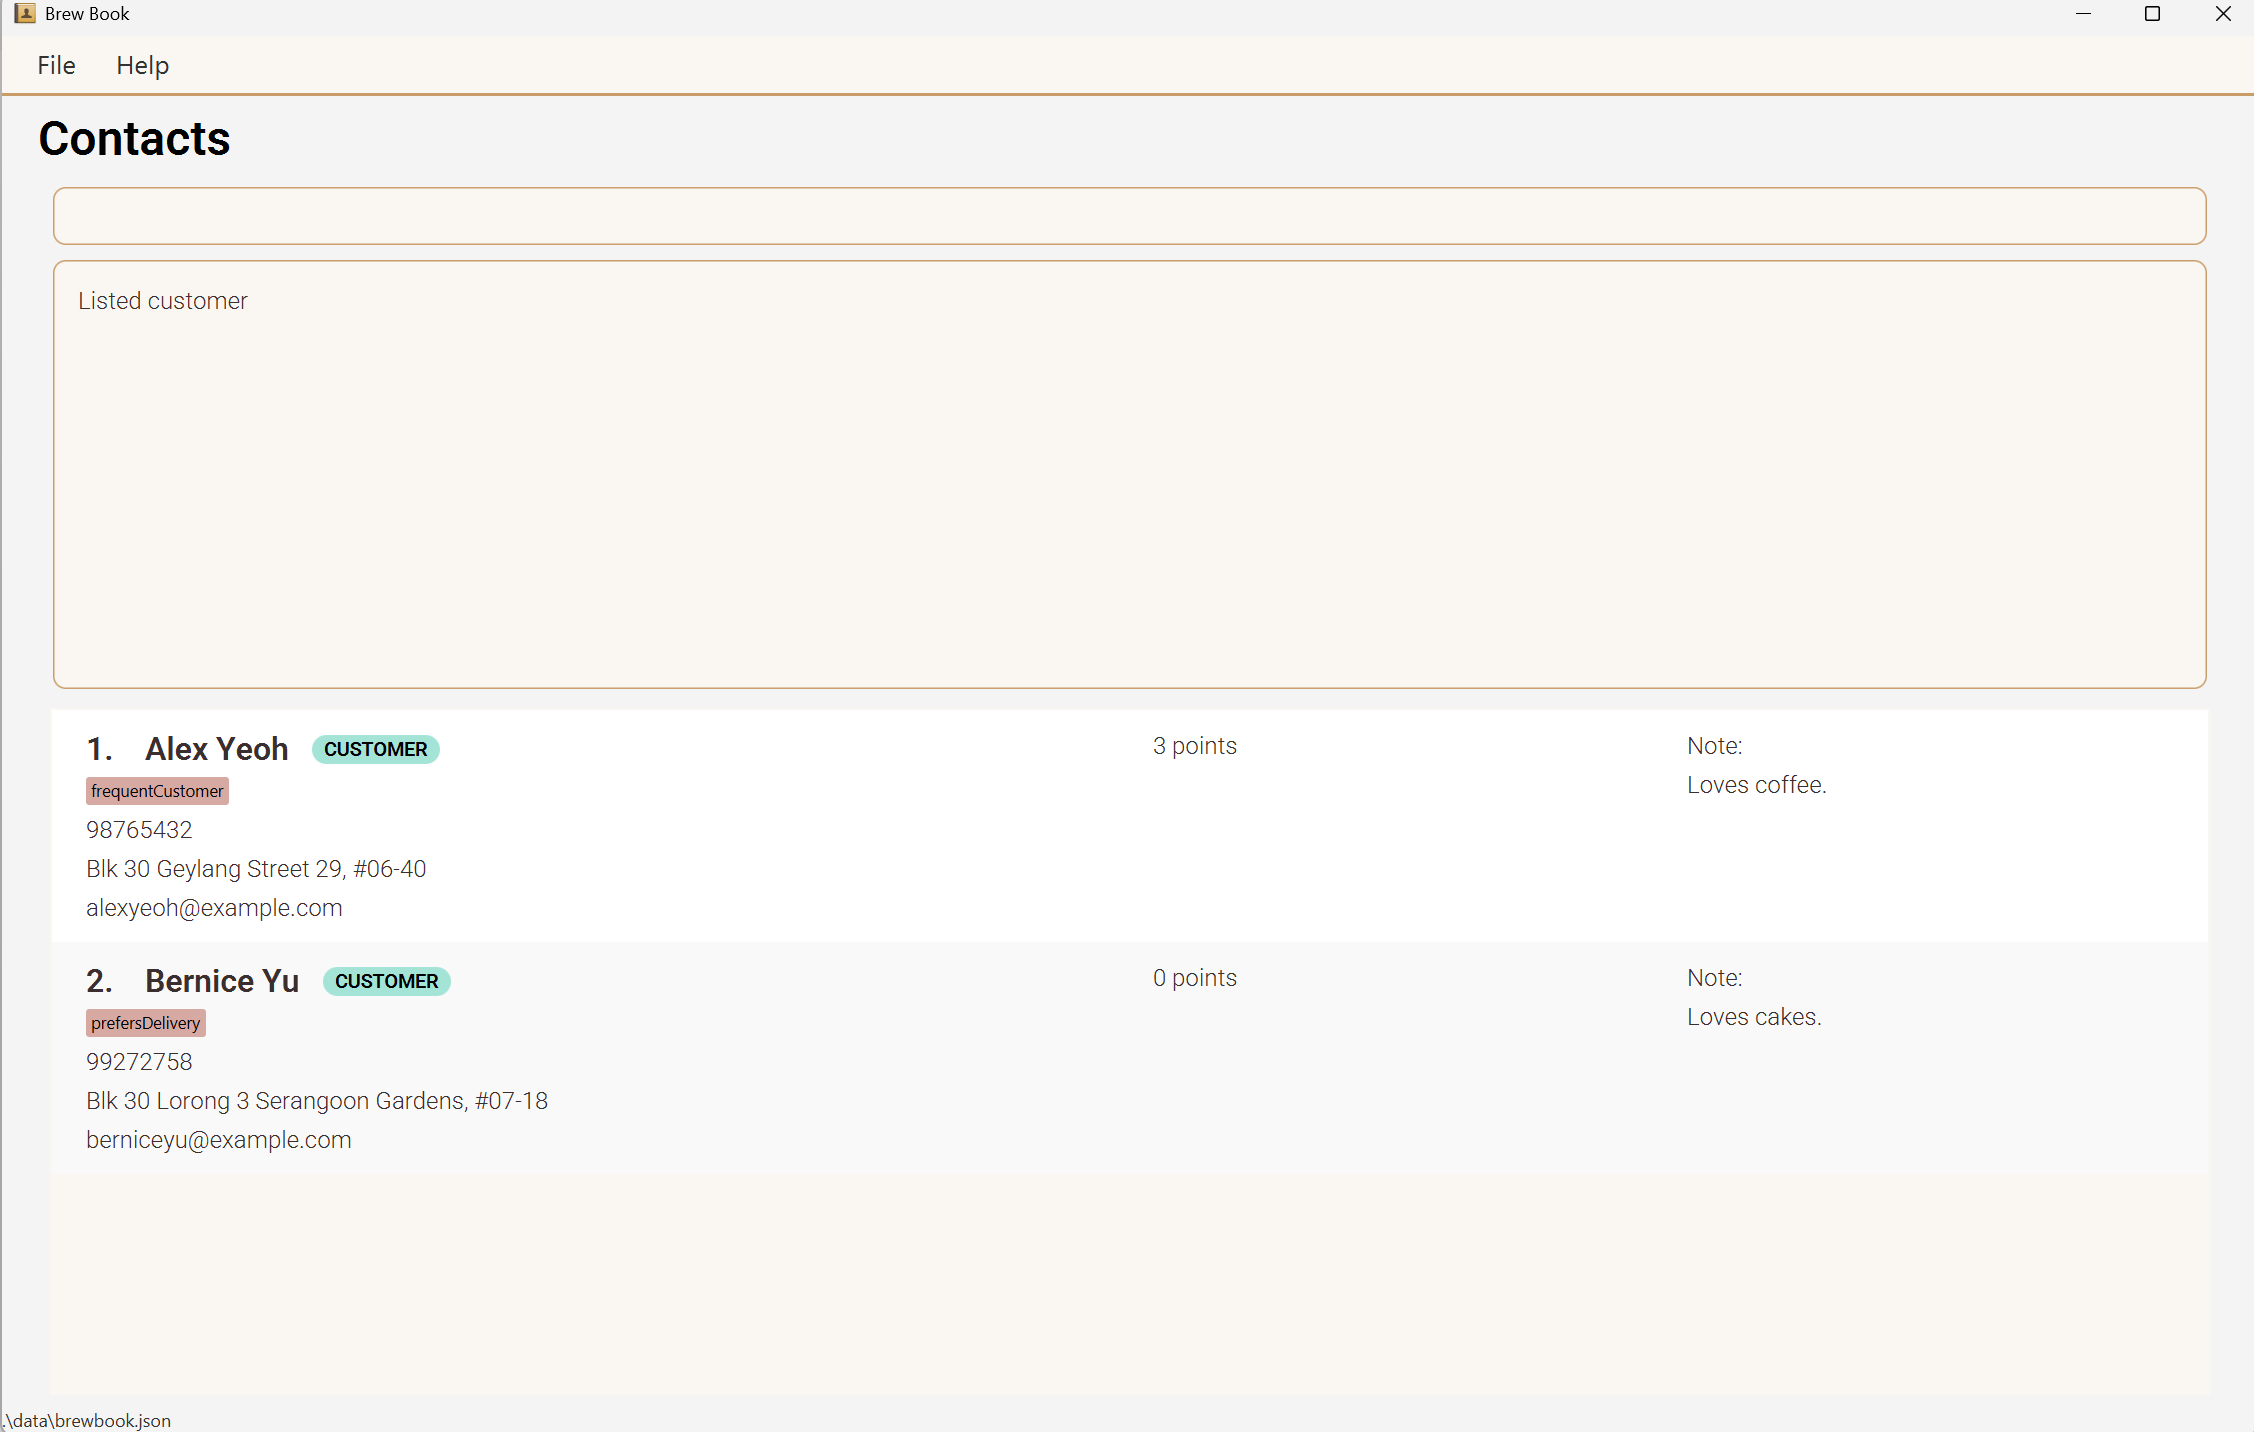 Brew Book
File Help
Contacts
Listed customer
1. Alex Yeoh CUSTOMER 3 points Note:
frequentCustomer Loves coffee.
98765432
Blk 30 Geylang Street 29, #06-40
alexyeoh@example.com
2. Bernice Yu CUSTOMER 0 points Note:
prefersDelivery Loves cakes.
99272758
Blk 30 Lorong 3 Serangoon Gardens, #07-18
berniceyu@example.com
.\data\brewbook.json